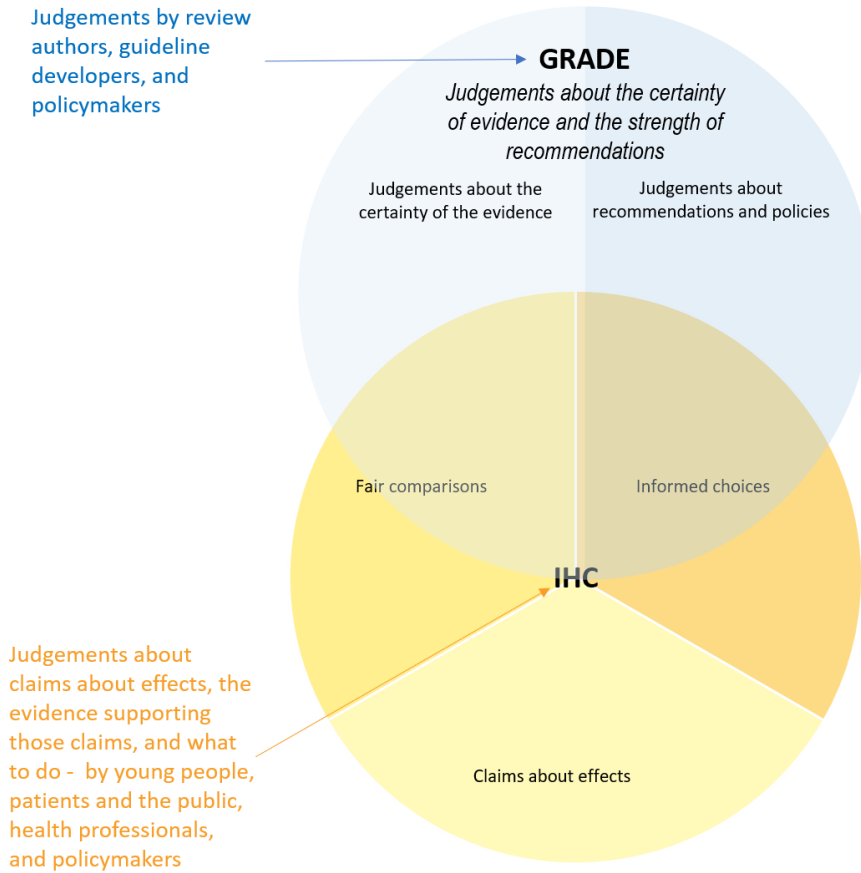 Judgements by review
authors, guideline
developers, and
policymakers
GRADE
Judgements about the certainty
of evidence and the strength of
recommendations
Judgements about the
certainty of the evidence
Judgements about
recommendations and policies
Fair comparisons
Informed choices
IHC
Judgements about
claims about effects, the
evidence supporting
those claims, and what
to do -  by young people,
patients and the public,
health professionals,
and policymakers
Claims about effects